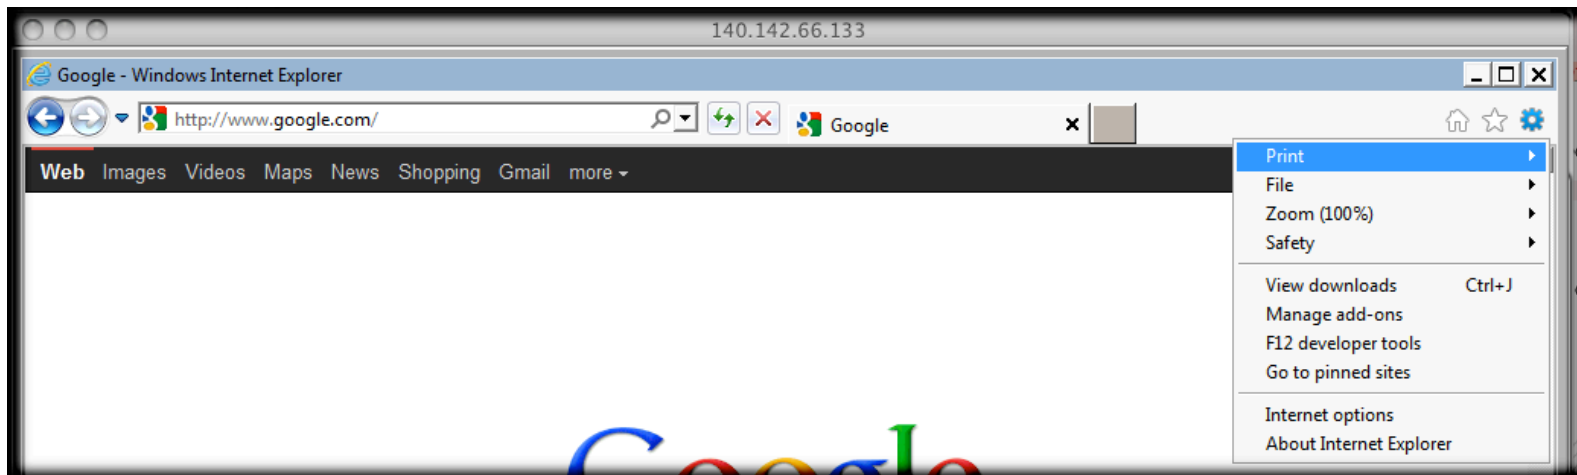 140.142.66.133
Google - Windows Internet Explorer
http://www.google.com/
Google
Web Images Videos Maps News Shopping Gmail more
Print
File
Zoom (100%)
Safety
View downloads Ctrl+J
Manage add-ons
F12 developer tools
Go to pinned sites
Internet options
About Internet Explorer
Google